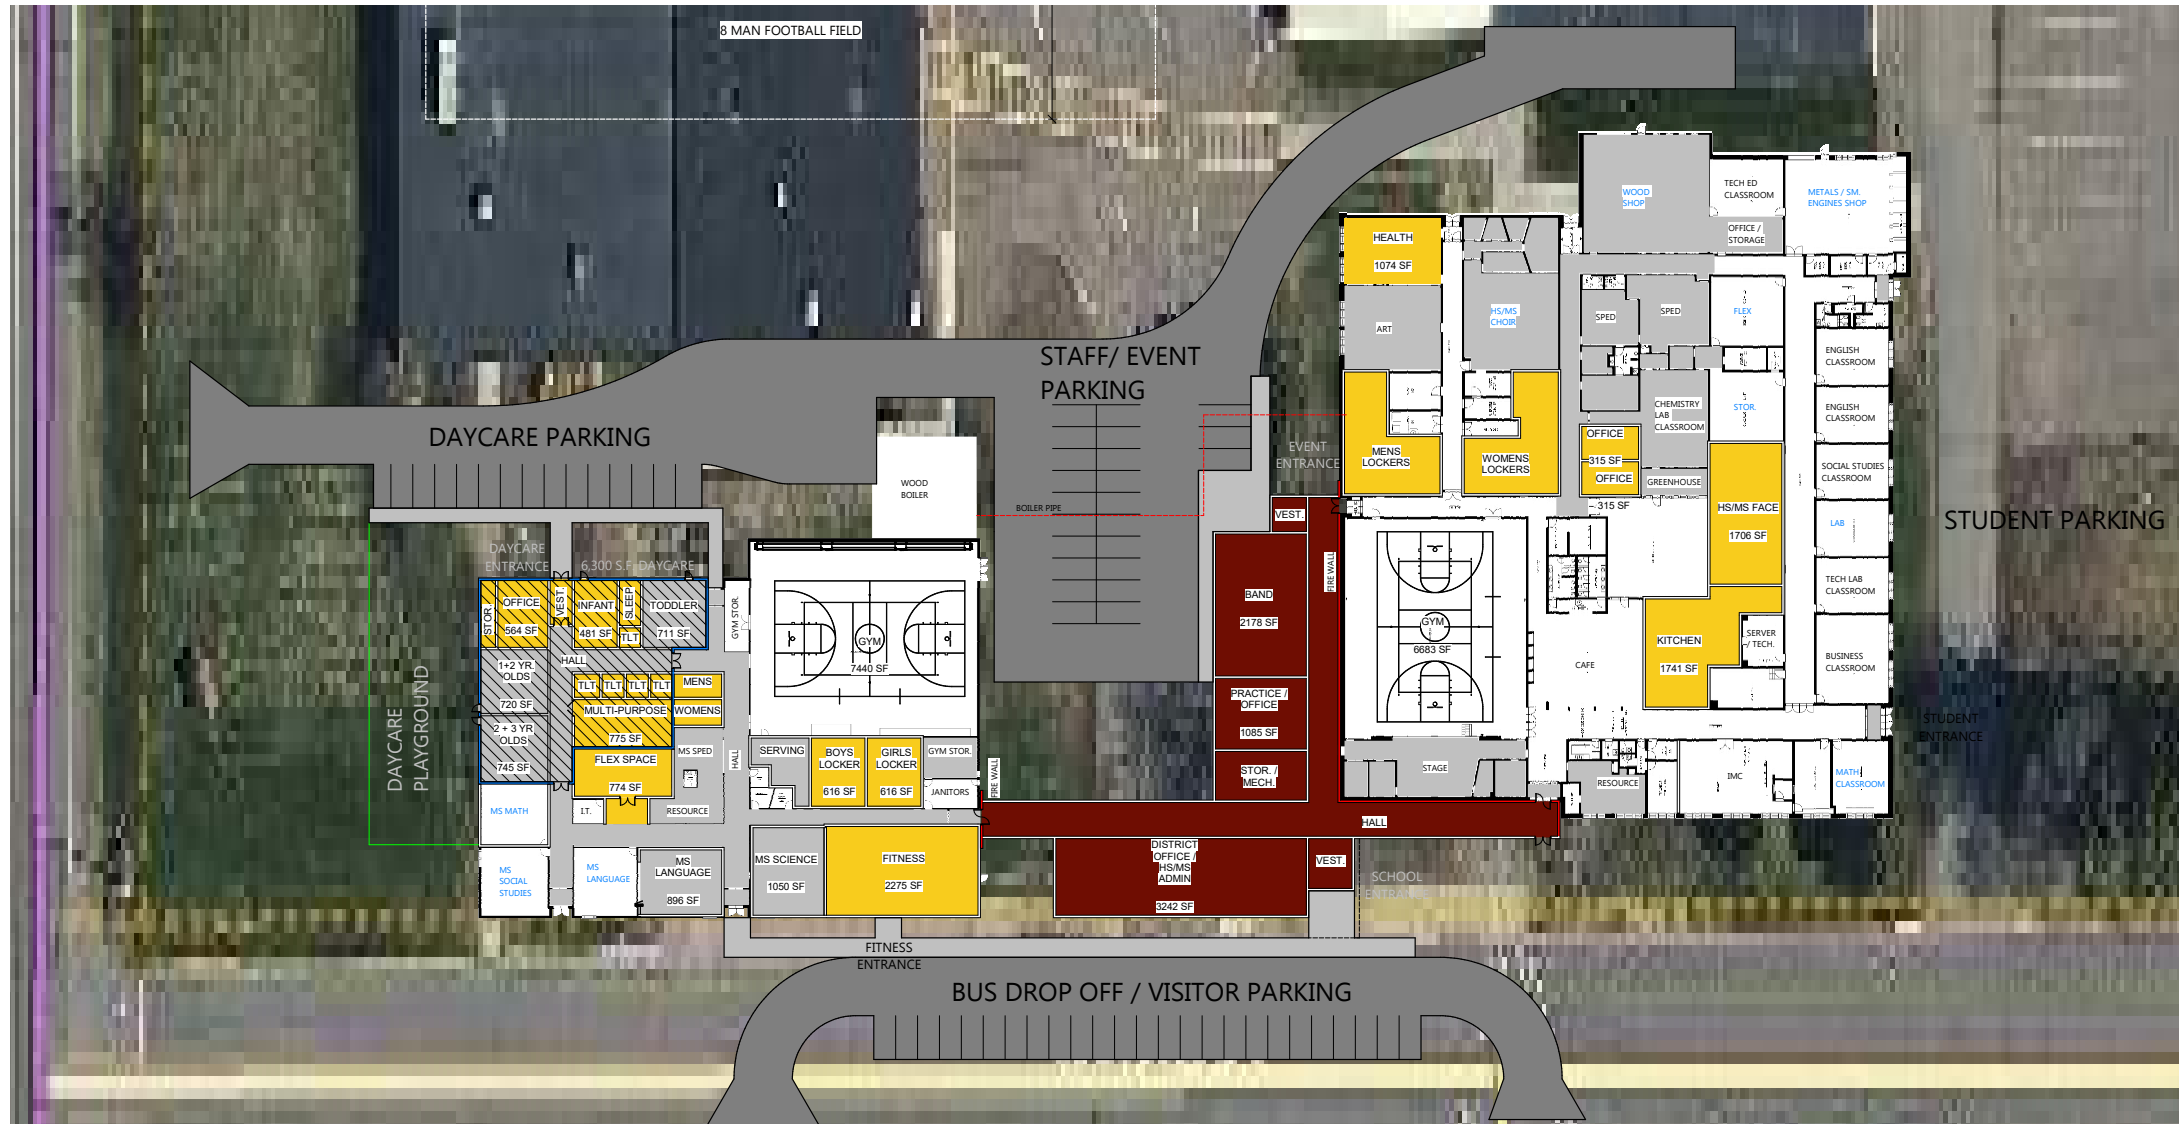 8 MAN FOOTBALL FIELD
STAFF/ EVENT
PARKING
DAYCARE PARKING
STUDENT PARKING
BUS DROP OFF / VISITOR PARKING
WOOD
BOILER
BOILER PIPE
DAYCARE
ENTRANCE
6,300 S.F. DAYCARE
DAYCARE
PLAYGROUND
STOR.
OFFICE
564 SF
VEST.
INFANT
481 SF
SLEEP
TLT
TODDLER
711 SF
HALL
1+2 YR.
OLDS
720 SF
TLT
TLT
TLT
TLT
MENS
WOMENS
MULTI-PURPOSE
775 SF
2 + 3 YR
OLDS
745 SF
FLEX SPACE
774 SF
MS SPED
HALL
MS MATH
I.T.
RESOURCE
MS
SOCIAL
STUDIES
MS
LANGUAGE
MS
LANGUAGE
896 SF
GYM STOR.
GYM
7440 SF
SERVING
BOYS
LOCKER
616 SF
GIRLS
LOCKER
616 SF
GYM STOR.
JANITORS
FIRE WALL
MS SCIENCE
1050 SF
FITNESS
2275 SF
FITNESS
ENTRANCE
EVENT
ENTRANCE
VEST.
FIRE WALL
BAND
2178 SF
PRACTICE /
OFFICE
1085 SF
STOR. /
MECH.
HALL
DISTRICT
OFFICE /
HS/MS
ADMIN
3242 SF
VEST.
SCHOOL
ENTRANCE
HEALTH
1074 SF
ART
HS/MS
CHOIR
MENS
LOCKERS
WOMENS
LOCKERS
GYM
6683 SF
STAGE
WOOD
SHOP
TECH ED
CLASSROOM
OFFICE /
STORAGE
METALS / SM.
ENGINES SHOP
SPED
SPED
FLEX
CHEMISTRY
LAB
CLASSROOM
STOR.
OFFICE
315 SF
OFFICE
315 SF
GREENHOUSE
HS/MS FACE
1706 SF
KITCHEN
1741 SF
SERVER
/ TECH.
CAFE
ENGLISH
CLASSROOM
ENGLISH
CLASSROOM
SOCIAL STUDIES
CLASSROOM
LAB
TECH LAB
CLASSROOM
BUSINESS
CLASSROOM
STUDENT
ENTRANCE
RESOURCE
IMC
MATH
CLASSROOM